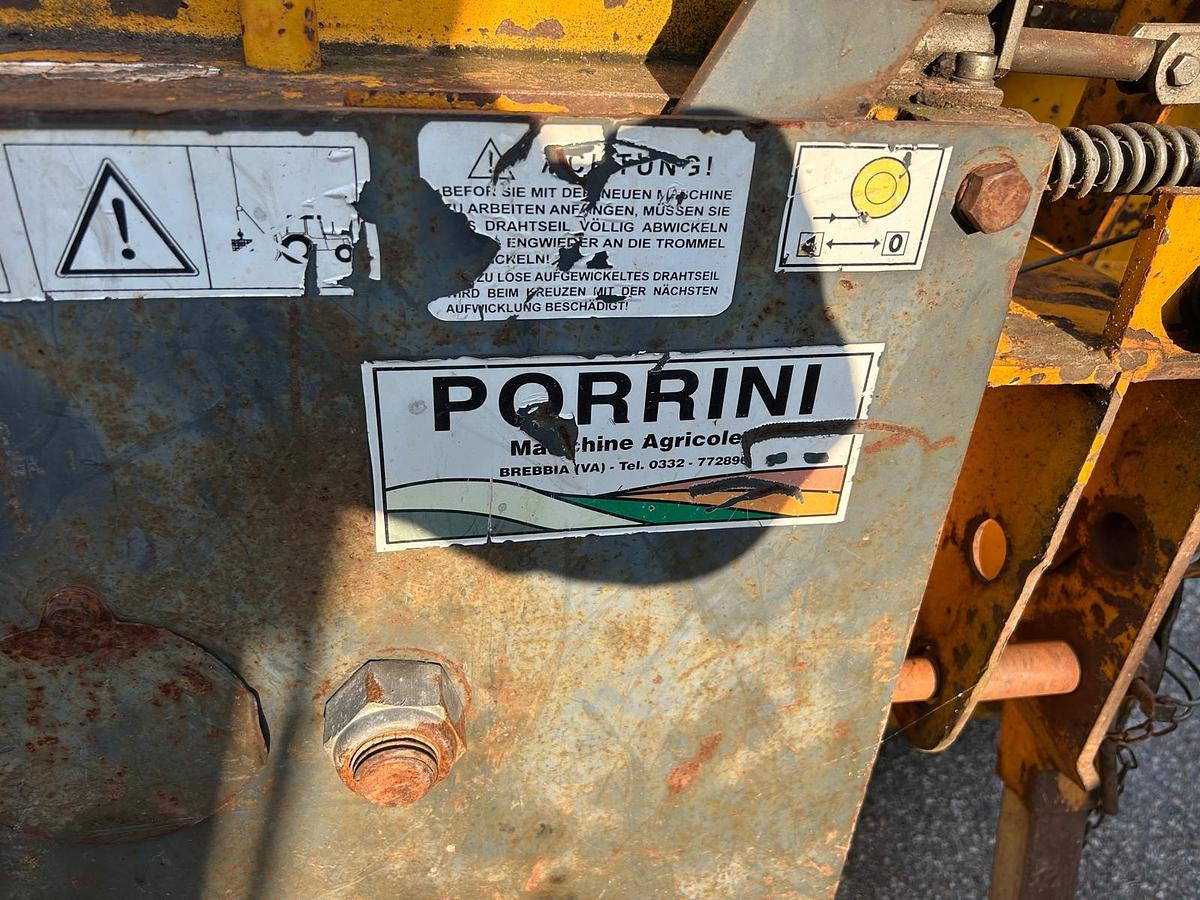 ACHTUNG!
BEFOR SIE MIT DER NEUEN MASCHINE
ZU ARBEITEN ANFANGEN, MÜSSEN SIE
DRAHTSEIL VÖLLIG ABWICKELN
ENGWIEDER AN DIE TROMMEL
ICKELN!
ZU LOSE AUFGEWICKELTES DRAHTSEIL
WIRD BEIM KREUZEN MIT DER NÄCHSTEN
AUFWICKLUNG BESCHÄDIGT!
0
PORRINI
Macchine Agricole
BREBBIA (VA) - Tel. 0332 - 77289